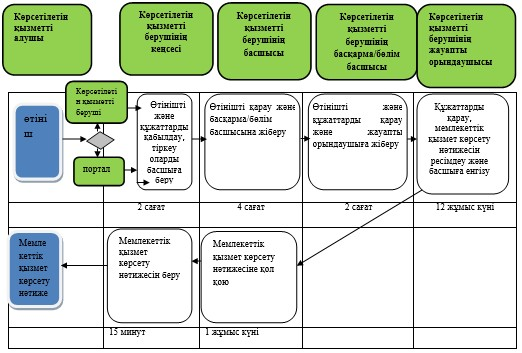 Көрсетілетін
қызметті
алушы
Көрсетілетін
қызметті
берушінің
кеңсесі
Көрсетілетін
қызметті
берушінің
басшысы
Көрсетілетін
қызметті
берушінің
басқарма/бөлім
басшысы
Көрсетілетін
қызметті
берушінің
жауапты
орындаушысы
өтіні
ш
Көрсетілеті
н қызметті
беруші
портал
Өтінішті
және
құжаттарды
қабылдау,
тіркеу
оларды
басшыға
беру
Өтінішті қарау және
басқарма/бөлім
басшысына жіберу
Өтінішті және
құжаттарды қарау
және жауапты
орындаушыға жіберу
Құжаттарды
қарау,
мемлекеттік
қызмет көрсету
нәтижесін
ресімдеу және
басшыға енгізу
2 сағат
4 сағат
2 сағат
12 жұмыс күні
Мемле
кеттік
қызмет
көрсету
нәтиже
Мемлекеттік
қызмет
көрсету
нәтижесін беру
Мемлекеттік
қызмет көрсету
нәтижесіне қол
қою
15 минут
1 жұмыс күні